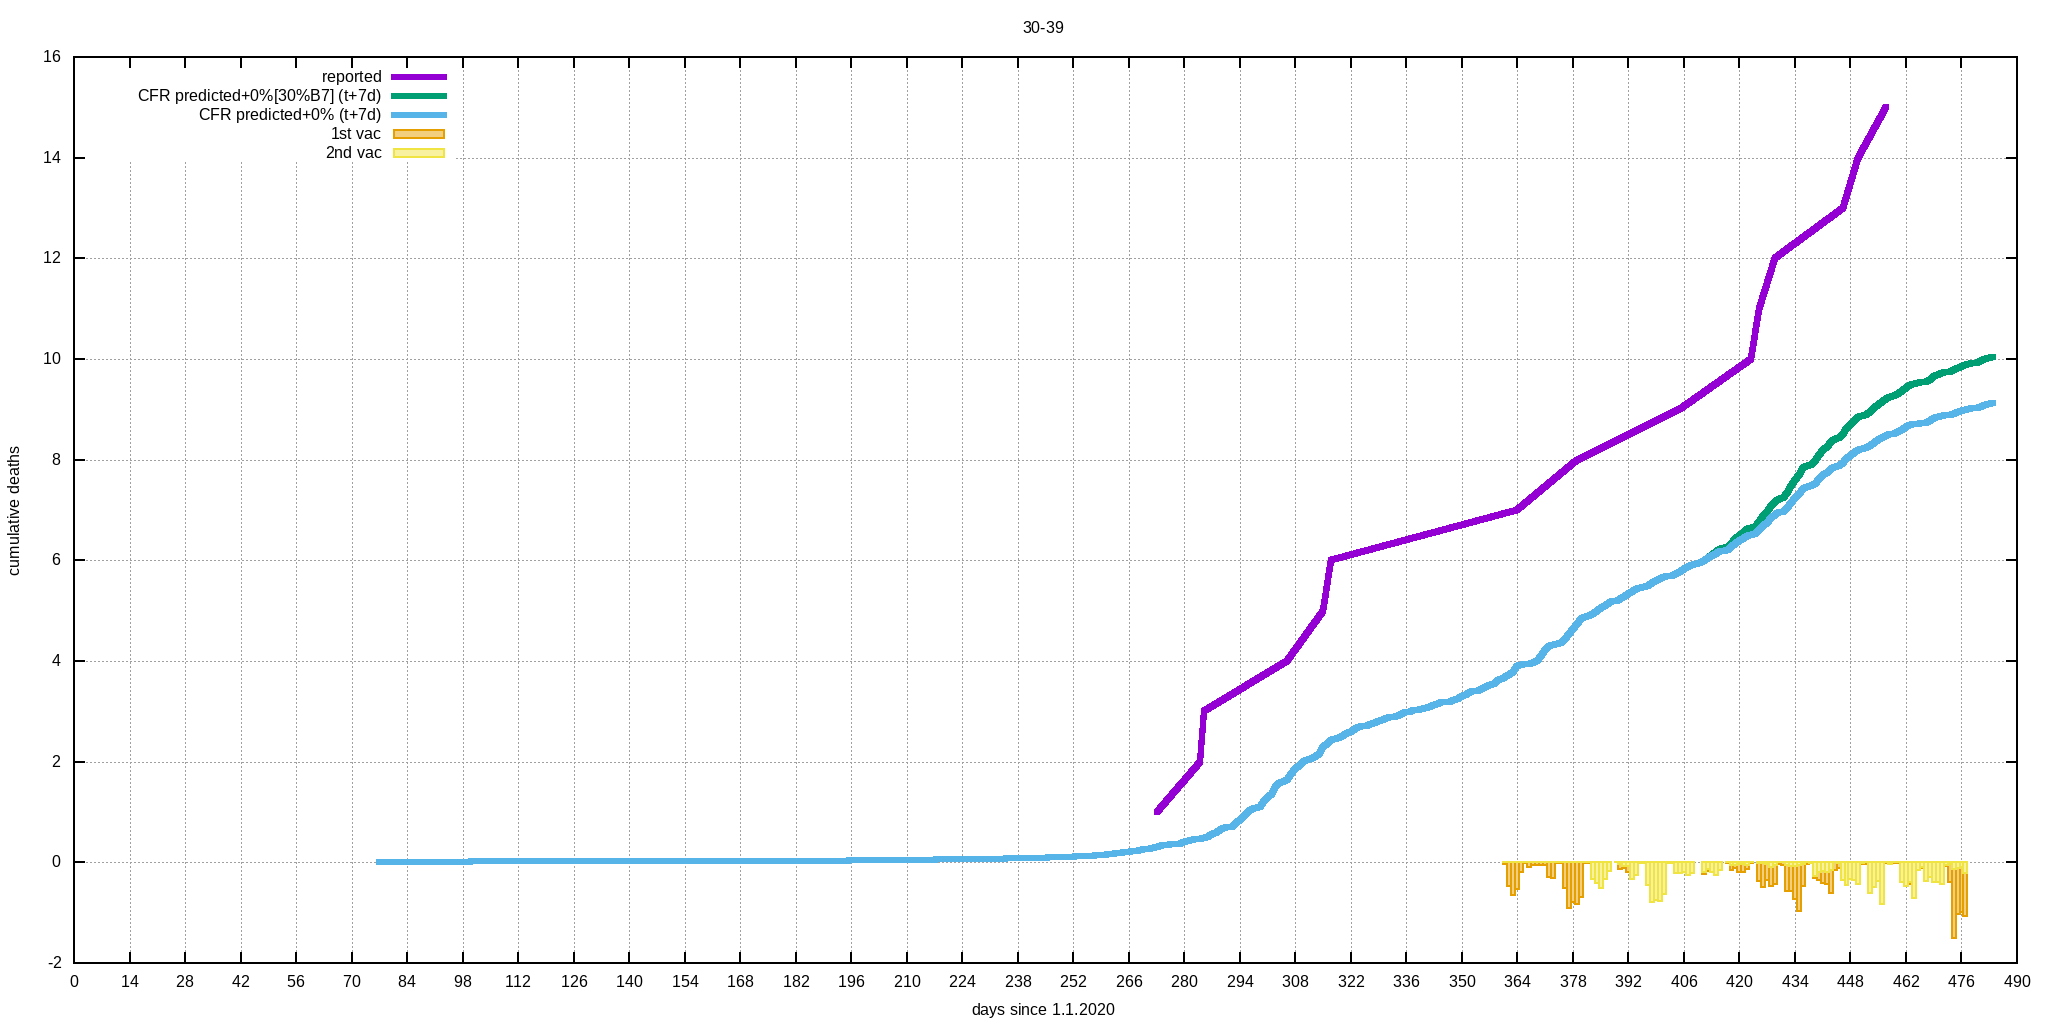 30-39
16
14
12
10
8
6
4
2
0
-2
cumulative deaths
reported
CFR predicted+0%[30%B7] (t+7d)
CFR predicted+0% (t+7d)
1st vac
2nd vac
0 14 28 42 56 70 84 98 112 126 140 154 168 182 196 210 224 238 252 266 280 294 308 322 336 350 364 378 392 406 420 434 448 462 476 490
days since 1.1.2020